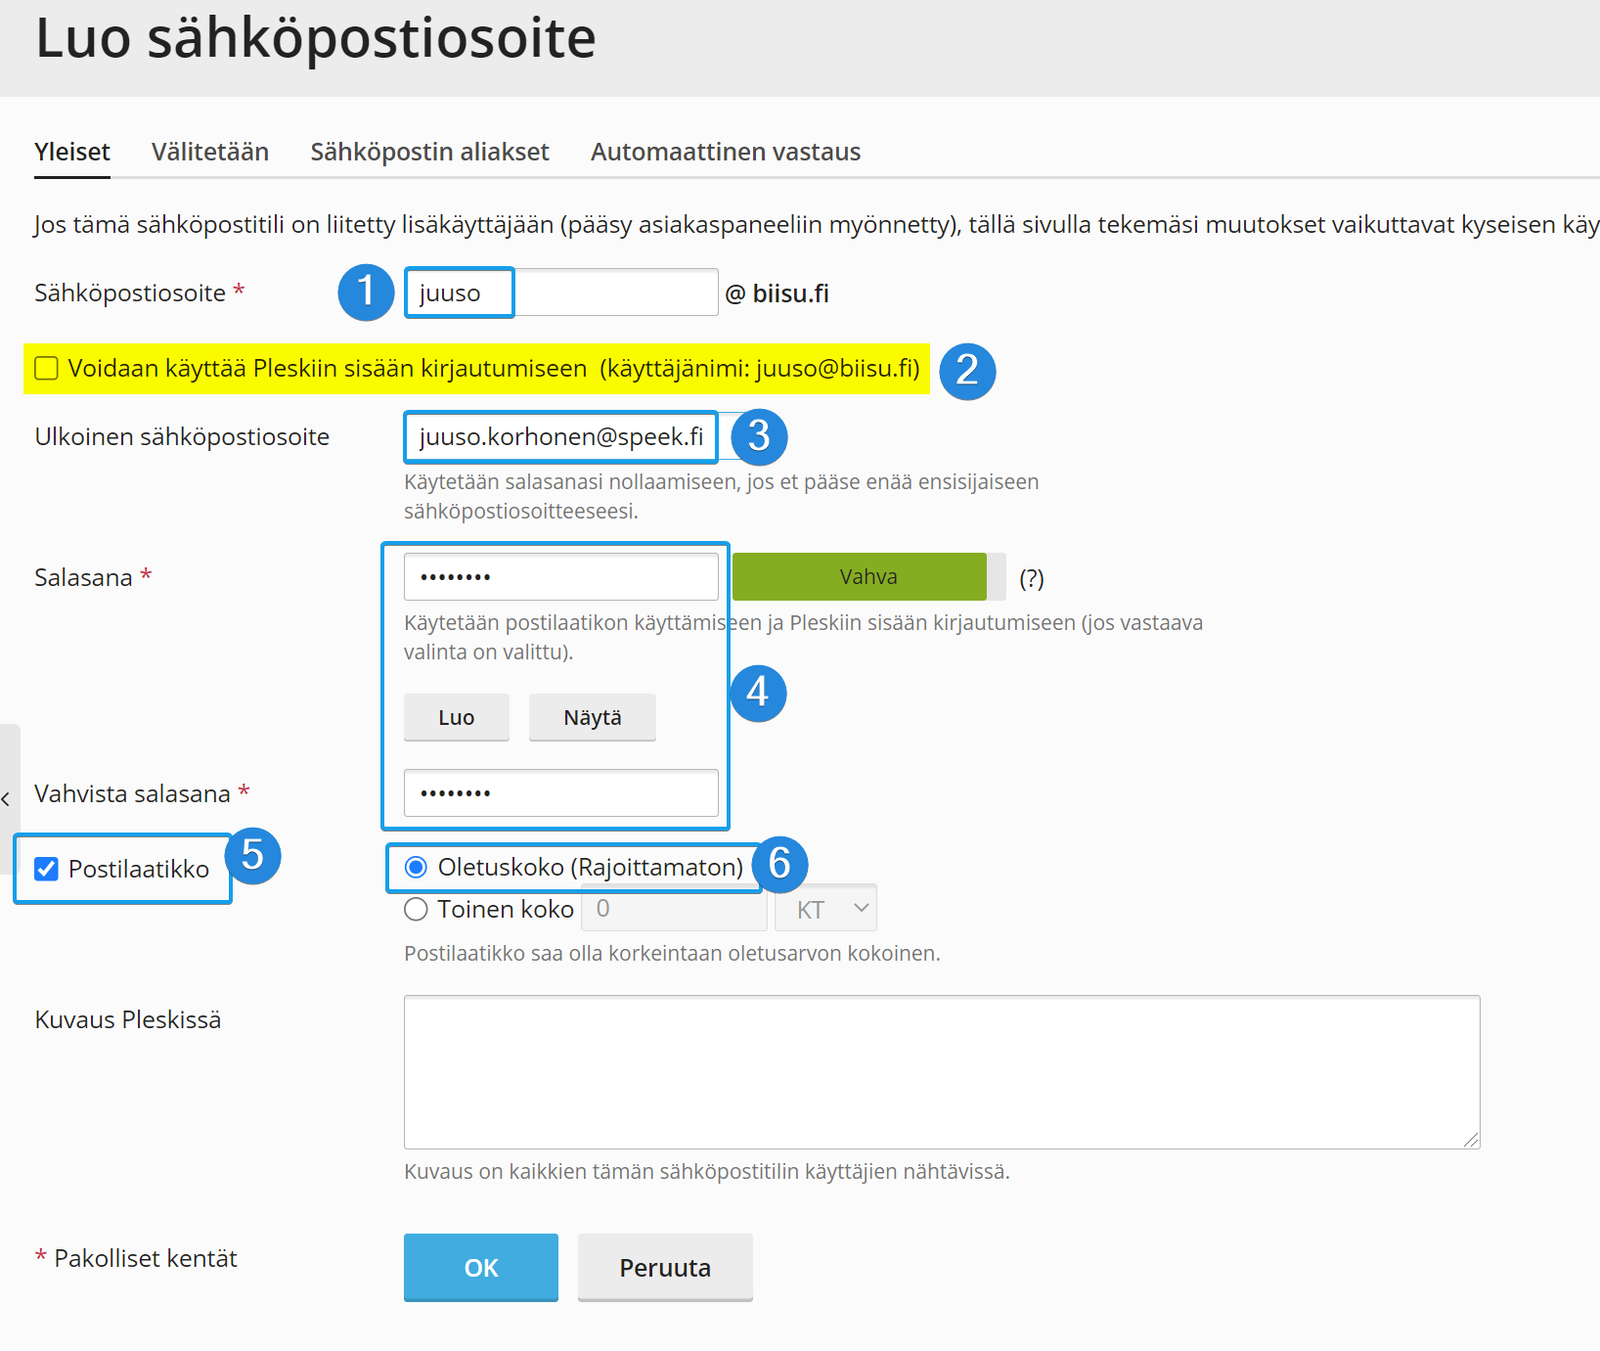 Luo sähköpostiosoite
Yleiset Välitetään Sähköpostin aliakset Automaattinen vastaus
Jos tämä sähköpostitili on liitetty lisäkäyttäjään (pääsy asiakaspaneeliin myönnetty), tällä sivulla tekemäsi muutokset vaikuttavat kyseisen käy
Sähköpostiosoite * 1 juuso @ biisu.fi
Voidaan käyttää Pleskiin sisään kirjautumiseen (käyttäjänimi: juuso@biisu.fi) 2
Ulkoinen sähköpostiosoite juuso.korhonen@speek.fi 3
Käytetään salasanasi nollaamiseen, jos et pääse enää ensisijaiseen
sähköpostiosoitteeseesi.
Salasana * •••••••• Vahva (?)
Käytetään postilaatikon käyttämiseen ja Pleskiin sisään kirjautumiseen (jos vastaava
valinta on valittu).
4
Luo Näytä
Vahvista salasana * ••••••••
Postilaatikko 5 Oletuskoko (Rajoittamaton) 6
Toinen koko 0 KT
Postilaatikko saa olla korkeintaan oletusarvon kokoinen.
Kuvaus Pleskissä
Kuvaus on kaikkien tämän sähköpostitilin käyttäjien nähtävissä.
* Pakolliset kentät OK Peruuta